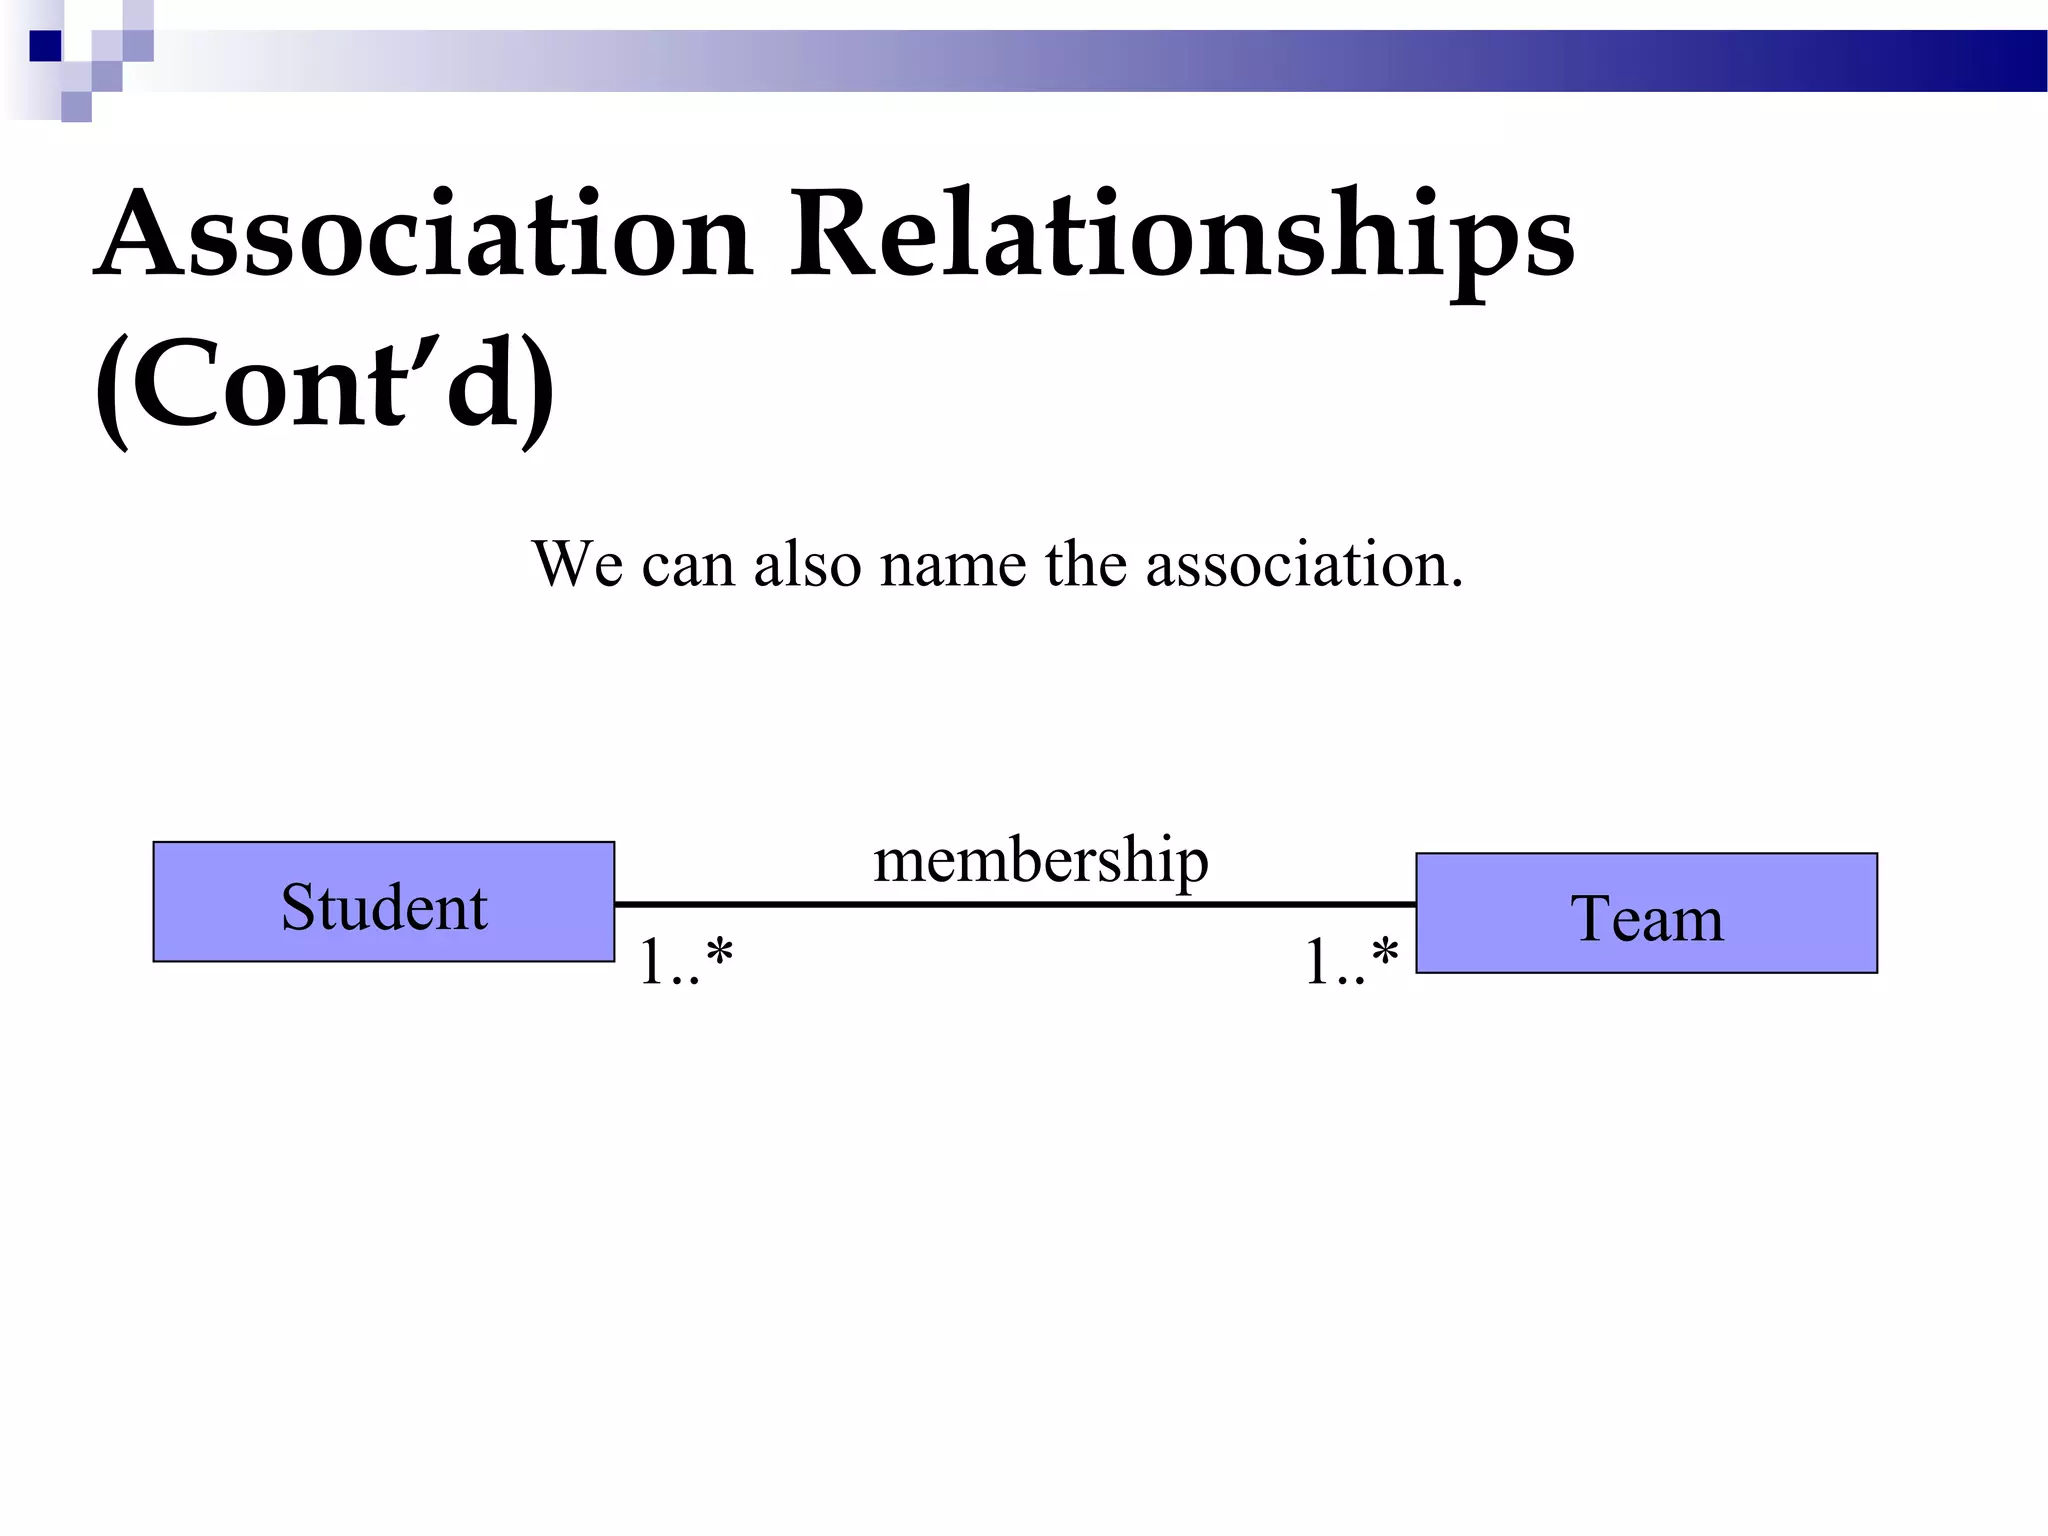 Association Relationships
(Cont’d)
We can also name the association.
membership
Student
Team
1..*
1..*